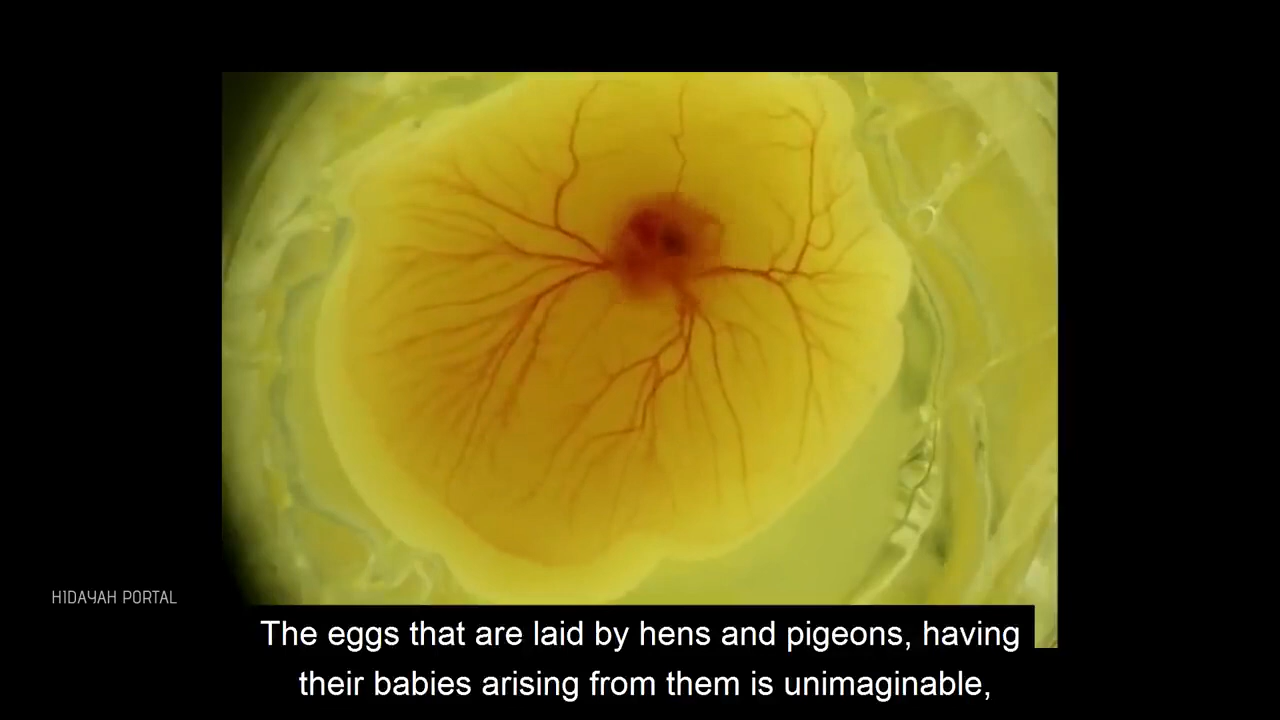 HIDAYAH PORTAL
The eggs that are laid by hens and pigeons, having
their babies arising from them is unimaginable,